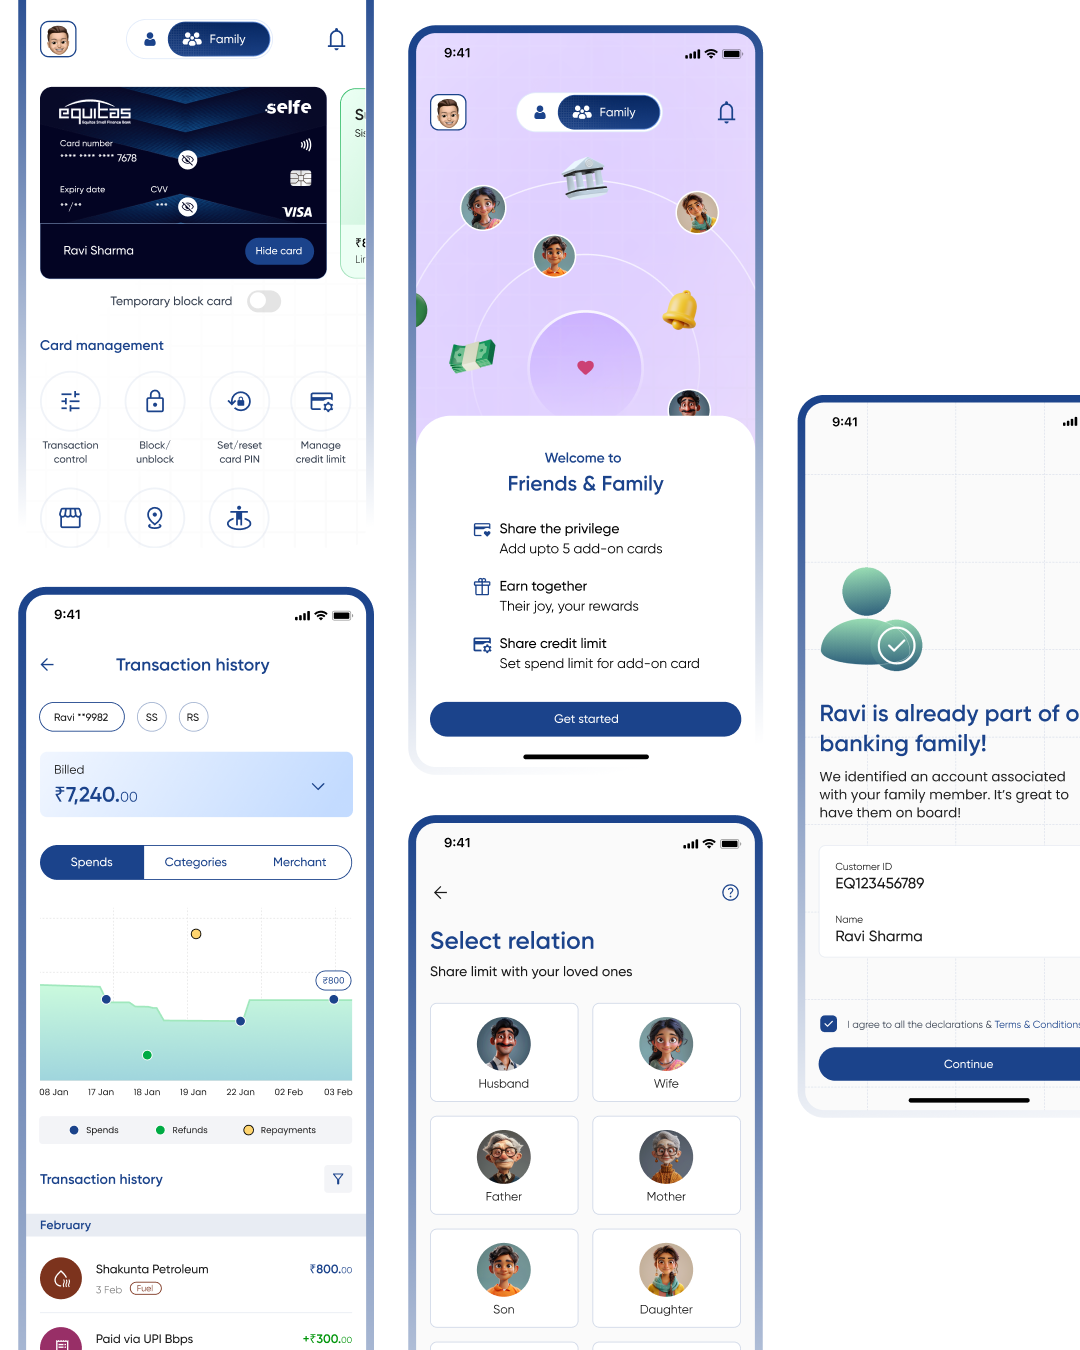 Family
equitas
Equitas Small Finance Bank
selfe
Card number
**** **** **** 7678
Expiry date
CVV
**/**
***
VISA
Ravi Sharma
Hide card
Temporary block card
Card management
Transaction
control
Block/
unblock
Set/reset
card PIN
Manage
credit limit
9:41
Transaction history
Ravi **9982
SS
RS
Billed
₹7,240.00
Spends
Categories
Merchant
₹800
08 Jan
17 Jan
18 Jan
19 Jan
22 Jan
02 Feb
03 Feb
Spends
Refunds
Repayments
Transaction history
February
Shakunta Petroleum
₹800.00
3 Feb
Fuel
Paid via UPI Bbps
+₹300.00
9:41
Family
Welcome to
Friends & Family
Share the privilege
Add upto 5 add-on cards
Earn together
Their joy, your rewards
Share credit limit
Set spend limit for add-on card
Get started
9:41
Select relation
Share limit with your loved ones
Husband
Wife
Father
Mother
Son
Daughter
9:41
Ravi is already part of o
banking family!
We identified an account associated
with your family member. It's great to
have them on board!
Customer ID
EQ123456789
Name
Ravi Sharma
I agree to all the declarations & Terms & Conditions
Continue